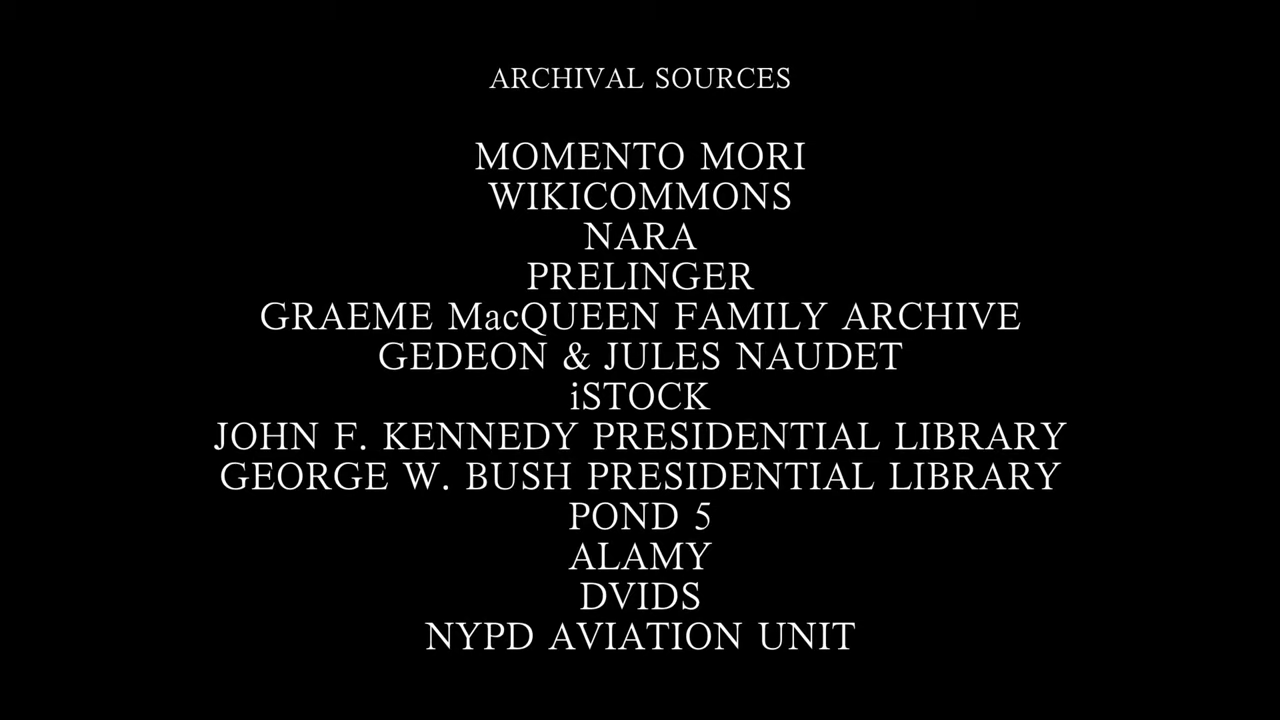 ARCHIVAL SOURCES
MOMENTO MORI
WIKICOMMONS
NARA
PRELINGER
GRAEME MacQUEEN FAMILY ARCHIVE
GEDEON & JULES NAUDET
iSTOCK
JOHN F. KENNEDY PRESIDENTIAL LIBRARY
GEORGE W. BUSH PRESIDENTIAL LIBRARY
POND 5
ALAMY
DVIDS
NYPD AVIATION UNIT